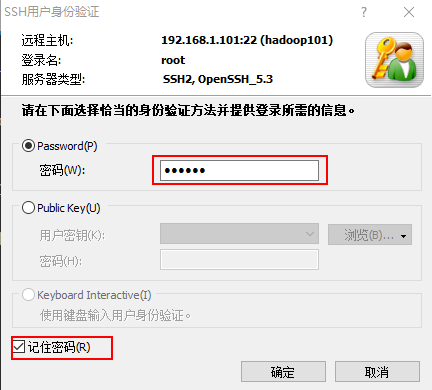 SSH用户身份验证
远程主机: 192.168.1.101:22 (hadoop101)
登录名: root
服务器类型: SSH2, OpenSSH_5.3
请在下面选择恰当的身份验证方法并提供登录所需的信息。
Password(P)
密码(W): ●●●●●●
Public Key(U)
用户密钥(K): 浏览(B)...
密码(H):
Keyboard Interactive(I)
使用键盘输入用户身份验证。
记住密码(R)
确定 取消